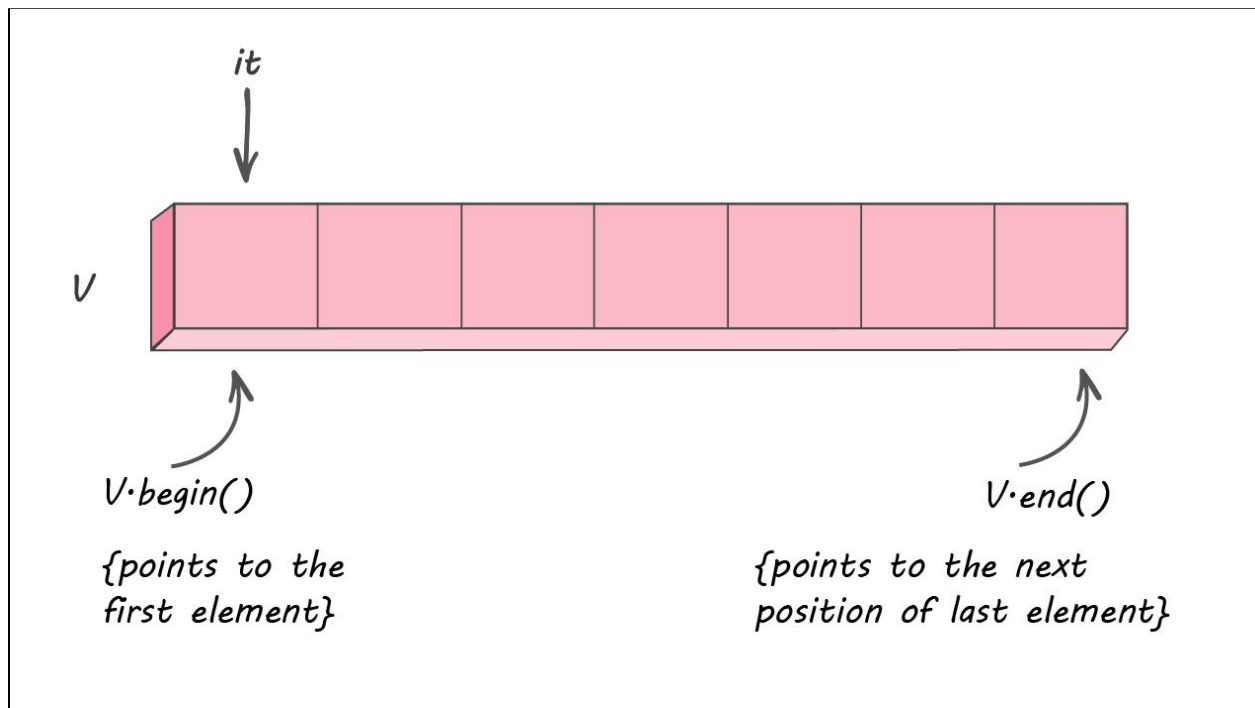 it
V
V·begin()
{points to the
first element}
V·end()
{points to the next
position of last element}